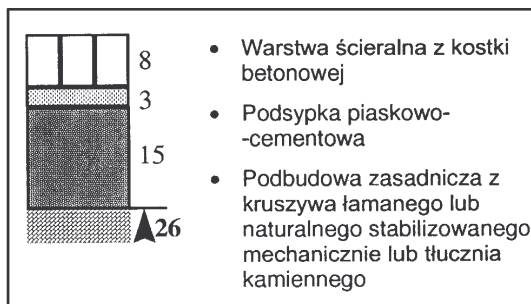 8
3
15
26
• Warstwa ścieralna z kostki
betonowej
• Podsypka piaskowo-
-cementowa
• Podbudowa zasadnicza z
kruszywa łamanego lub
naturalnego stabilizowanego
mechanicznie lub tłucznia
kamiennego